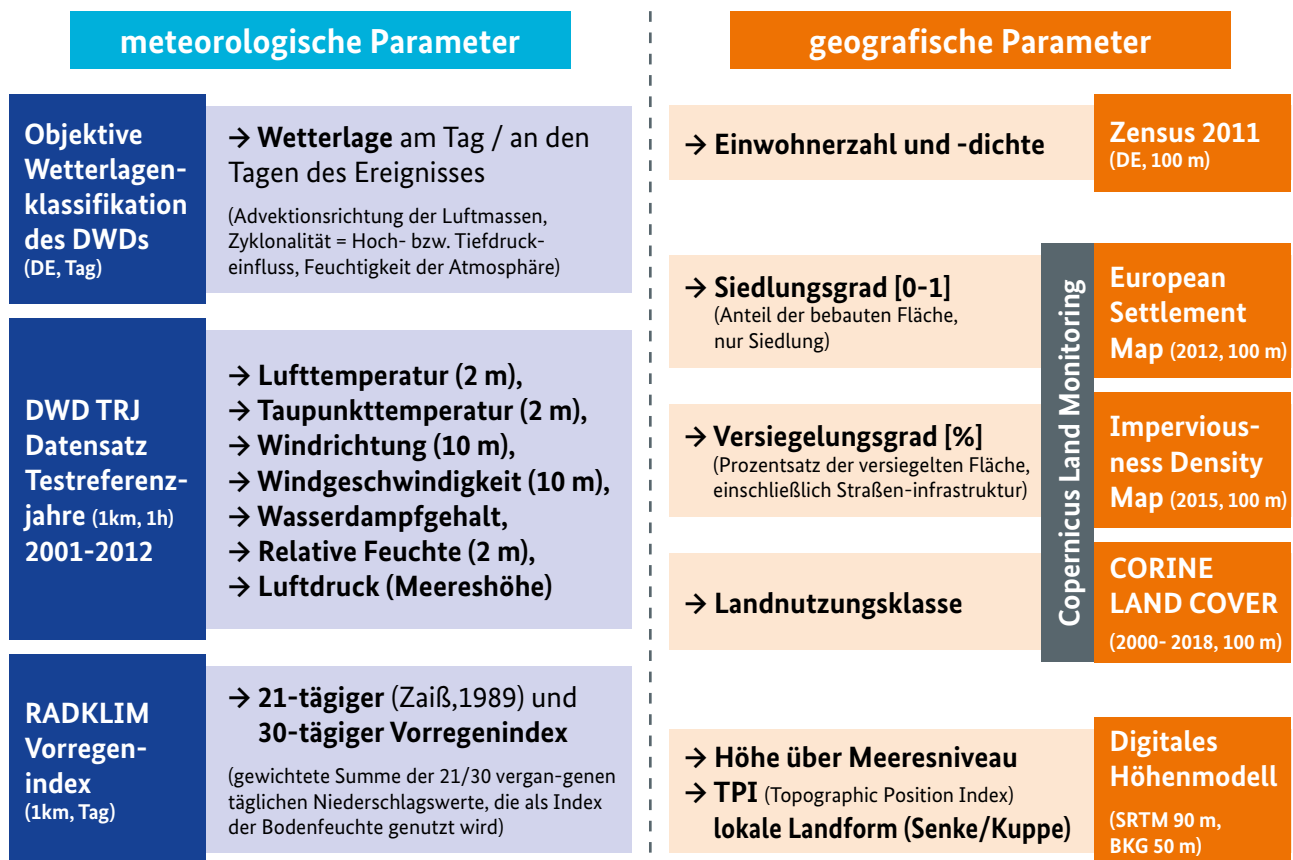 meteorologische Parameter
Objektive
Wetterlagen-
klassifikation
des DWDs
(DE, Tag)
→ Wetterlage am Tag / an den
Tagen des Ereignisses
(Advektionsrichtung der Luftmassen,
Zyklonalität = Hoch- bzw. Tiefdruck-
einfluss, Feuchtigkeit der Atmosphäre)
DWD TRJ
Datensatz
Testreferenz-
jahre (1km, 1h)
2001-2012
→ Lufttemperatur (2 m),
→ Taupunkttemperatur (2 m),
→ Windrichtung (10 m),
→ Windgeschwindigkeit (10 m),
→ Wasserdampfgehalt,
→ Relative Feuchte (2 m),
→ Luftdruck (Meereshöhe)
RADKLIM
Vorregen-
index
(1km, Tag)
→ 21-tägiger (Zaiß,1989) und
30-tägiger Vorregenindex
(gewichtete Summe der 21/30 vergan-genen
täglichen Niederschlagswerte, die als Index
der Bodenfeuchte genutzt wird)
geografische Parameter
→ Einwohnerzahl und -dichte
Zensus 2011
(DE, 100 m)
→ Siedlungsgrad [0-1]
(Anteil der bebauten Fläche,
nur Siedlung)
Copernicus Land Monitoring
European
Settlement
Map (2012, 100 m)
→ Versiegelungsgrad [%]
(Prozentsatz der versiegelten Fläche,
einschließlich Straßen-infrastruktur)
Impervious-
ness Density
Map (2015, 100 m)
→ Landnutzungsklasse
CORINE
LAND COVER
(2000- 2018, 100 m)
→ Höhe über Meeresniveau
→ TPI (Topographic Position Index)
lokale Landform (Senke/Kuppe)
Digitales
Höhenmodell
(SRTM 90 m,
BKG 50 m)